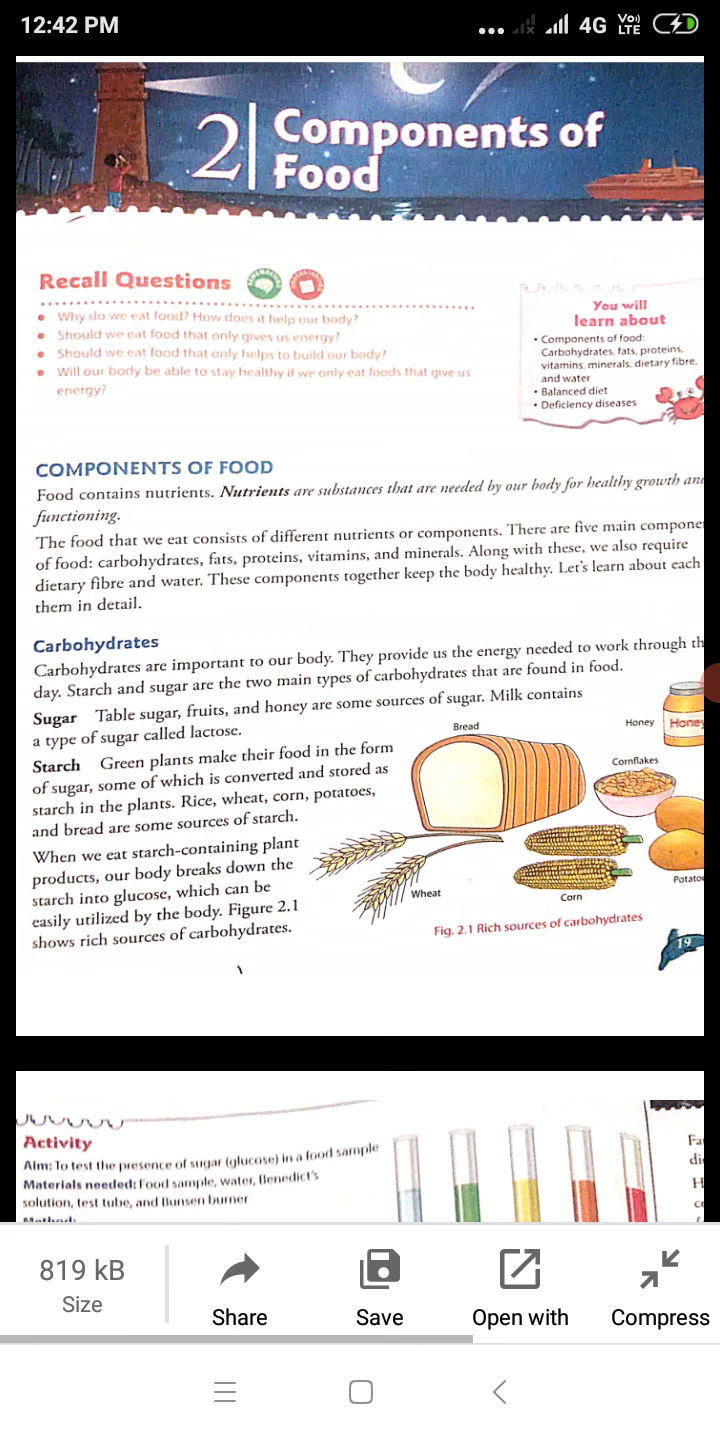 12:42 PM
4G Vo)) LTE
2 Components of
Food
Recall Questions
Why do we eat food? How does it help our body?
Should we eat food that only gives us energy?
Should we eat food that only helps to build our body?
Will our body be able to stay healthy if we only eat foods that give us
energy?
You will
learn about
• Components of food:
Carbohydrates, fats, proteins,
vitamins, minerals, dietary fibre,
and water
• Balanced diet
• Deficiency diseases
COMPONENTS OF FOOD
Food contains nutrients. Nutrients are substances that are needed by our body for healthy growth and
functioning.
The food that we eat consists of different nutrients or components. There are five main compone
of food: carbohydrates, fats, proteins, vitamins, and minerals. Along with these, we also require
dietary fibre and water. These components together keep the body healthy. Let's learn about each
them in detail.
Carbohydrates
Carbohydrates are important to our body. They provide us the energy needed to work through th
day. Starch and sugar are the two main types of carbohydrates that are found in food.
Sugar Table sugar, fruits, and honey are some sources of sugar. Milk contains
a type of sugar called lactose.
Starch Green plants make their food in the form
of sugar, some of which is converted and stored as
starch in the plants. Rice, wheat, corn, potatoes,
and bread are some sources of starch.
When we eat starch-containing plant
products, our body breaks down the
starch into glucose, which can be
easily utilized by the body. Figure 2.1
shows rich sources of carbohydrates.
Bread
Honey
Honey
Cornflakes
Wheat
Corn
Potatoe
Fig. 2.1 Rich sources of carbohydrates
19
Activity
Aim: To test the presence of sugar (glucose) in a food sample
Materials needed: Food sample, water, Benedict's
solution, test tube, and Bunsen burner
Method:
Fa
di
H
819 kB
Size
Share
Save
Open with
Compress